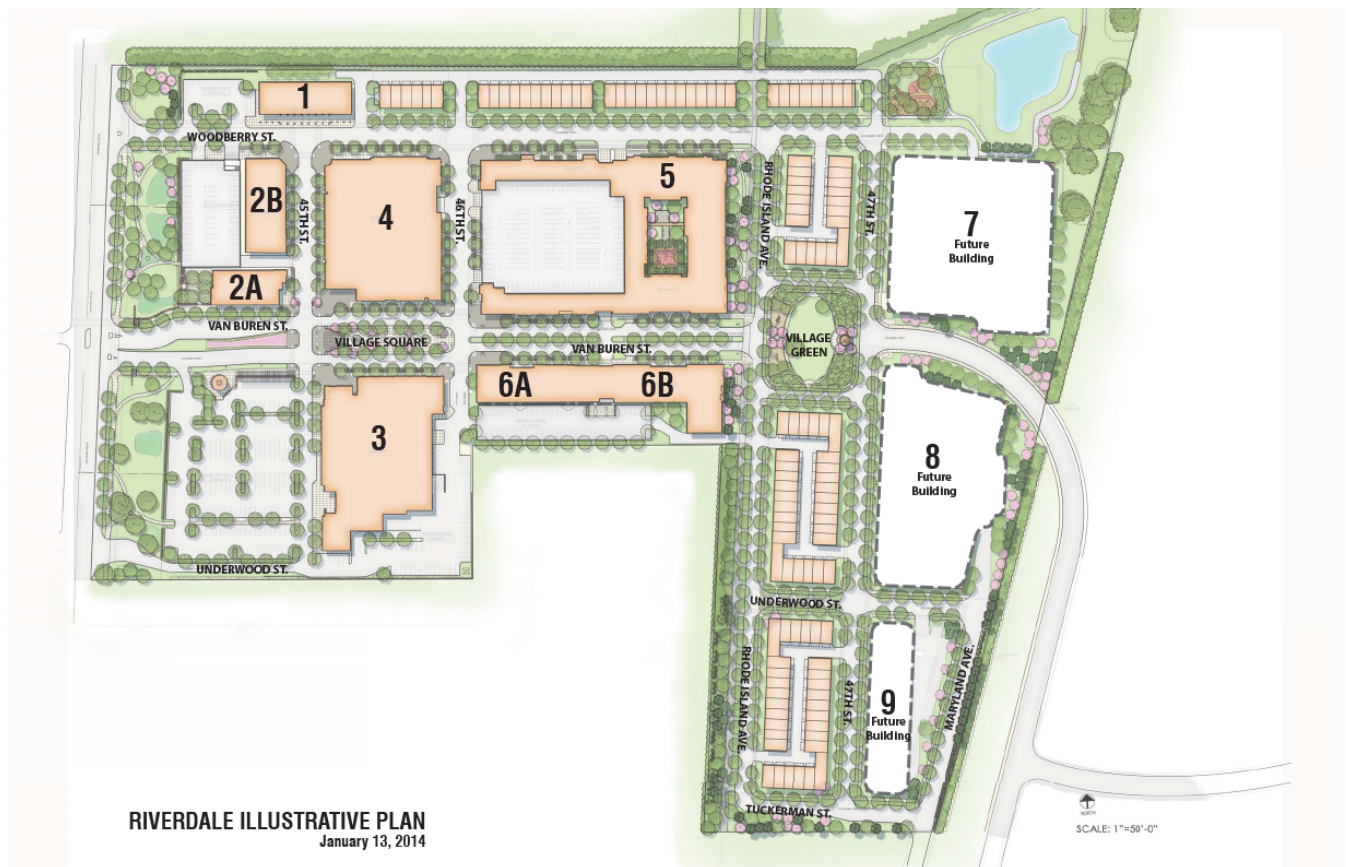 1
WOODBERRY ST.
2B
45TH ST.
4
46TH ST.
5
RHODE ISLAND AVE.
47TH ST.
7
Future
Building
2A
VAN BUREN ST.
VILLAGE SQUARE
VAN BUREN ST.
VILLAGE
GREEN
6A
6B
3
8
Future
Building
UNDERWOOD ST.
UNDERWOOD ST.
RHODE ISLAND AVE.
47TH ST.
9
Future
Building
MARYLAND AVE.
TUCKERMAN ST.
RIVERDALE ILLUSTRATIVE PLAN
January 13, 2014
NORTH
SCALE: 1"=50'-0"